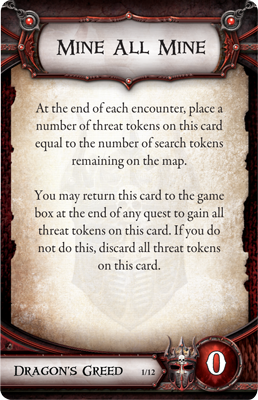 Mine All Mine
At the end of each encounter, place a
number of threat tokens on this card
equal to the number of search tokens
remaining on the map.
You may return this card to the game
box at the end of any quest to gain all
threat tokens on this card. If you do
not do this, discard all threat tokens
on this card.
Dragon's Greed 1/12 0